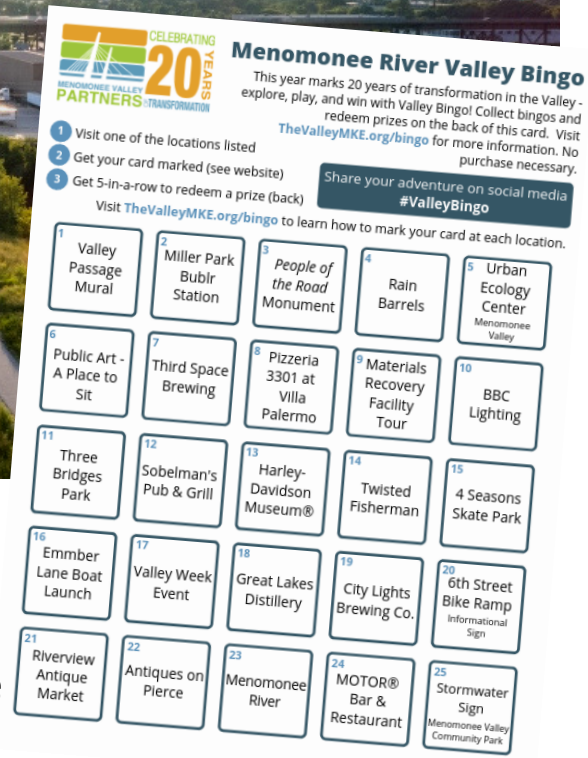 CELEBRATING
20 YEARS
of TRANSFORMATION
MENOMONEE VALLEY
PARTNERS
Menomonee River Valley Bingo
This year marks 20 years of transformation in the Valley -
explore, play, and win with Valley Bingo! Collect bingos and
redeem prizes on the back of this card. Visit
TheValleyMKE.org/bingo for more information. No
purchase necessary.
1 Visit one of the locations listed
2 Get your card marked (see website)
3 Get 5-in-a-row to redeem a prize (back)
Share your adventure on social media
#ValleyBingo
Visit TheValleyMKE.org/bingo to learn how to mark your card at each location.
1
Valley
Passage
Mural
2
Miller Park
Bublr
Station
3
People of
the Road
Monument
4
Rain
Barrels
5
Urban
Ecology
Center
Menomonee
Valley
6
Public Art -
A Place to
Sit
7
Third Space
Brewing
8
Pizzeria
3301 at
Villa
Palermo
9
Materials
Recovery
Facility
Tour
10
BBC
Lighting
11
Three
Bridges
Park
12
Sobelman's
Pub & Grill
13
Harley-
Davidson
Museum®
14
Twisted
Fisherman
15
4 Seasons
Skate Park
16
Emmber
Lane Boat
Launch
17
Valley Week
Event
18
Great Lakes
Distillery
19
City Lights
Brewing Co.
20
6th Street
Bike Ramp
Informational
Sign
21
Riverview
Antique
Market
22
Antiques on
Pierce
23
Menomonee
River
24
MOTOR®
Bar &
Restaurant
25
Stormwater
Sign
Menomonee Valley
Community Park